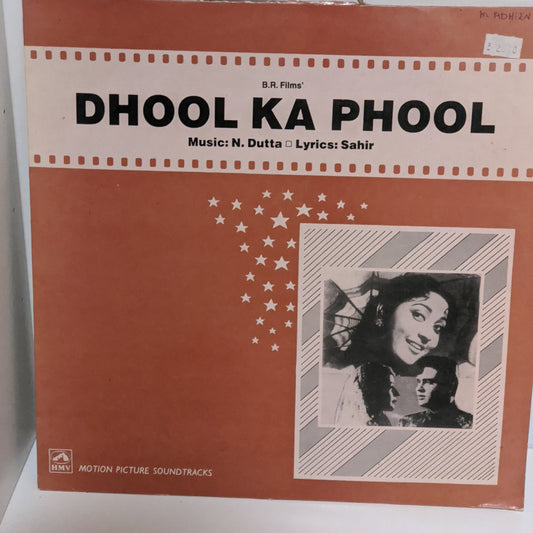 B.R. Films'
DHOOL KA PHOOL
Music: N. Dutta □ Lyrics: Sahir
HMV
MOTION PICTURE SOUNDTRACKS